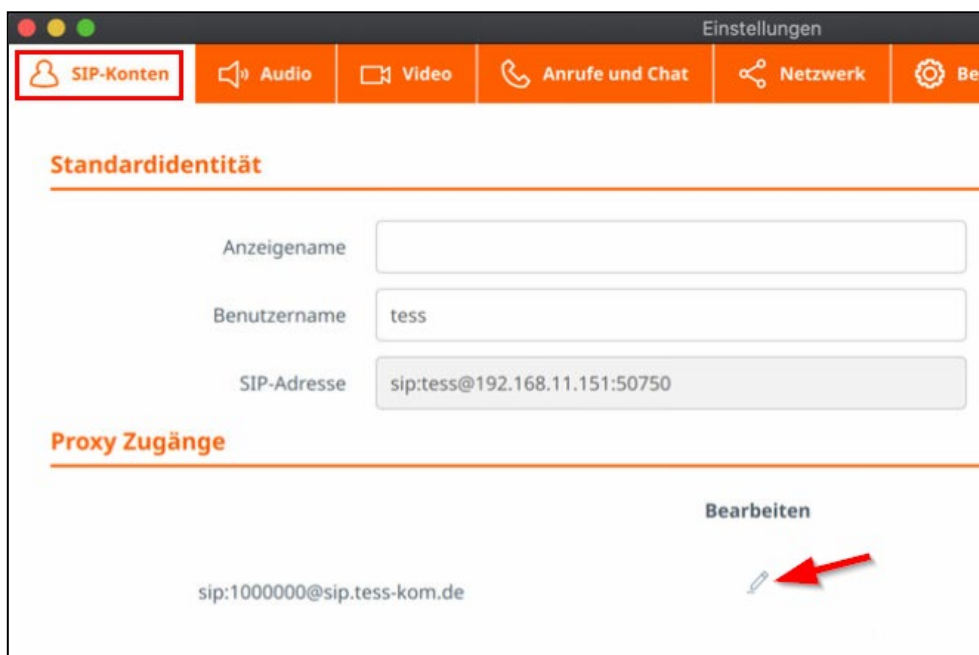 Einstellungen
SIP-Konten Audio Video Anrufe und Chat Netzwerk Be
Standardidentität
Anzeigename
Benutzername tess
SIP-Adresse sip:tess@192.168.11.151:50750
Proxy Zugänge
Bearbeiten
sip:1000000@sip.tess-kom.de